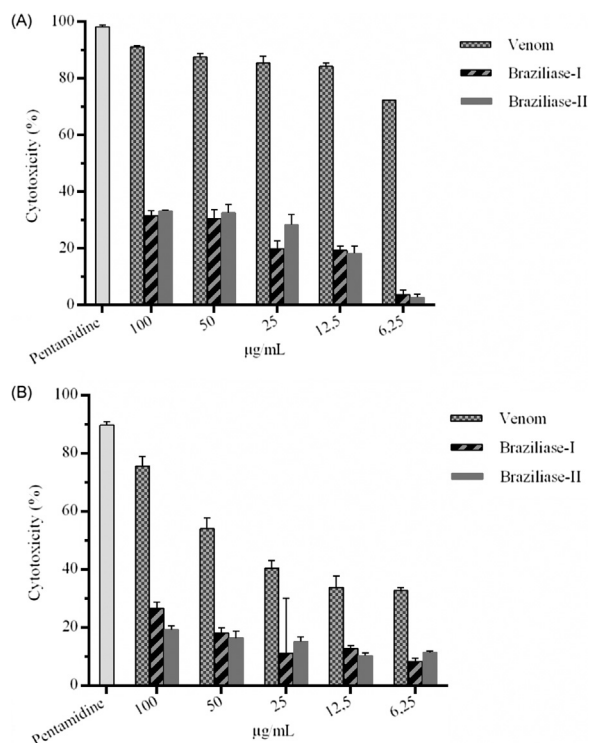 (A)
100
80
60
40
20
0
Cytotoxicity (%)
Venom
Braziliase-I
Braziliase-II
Pentamidine
100
50
25
12,5
6,25
µg/mL
(B)
100
80
60
40
20
0
Cytotoxicity (%)
Venom
Braziliase-I
Braziliase-II
Pentamidine
100
50
25
12,5
6,25
µg/mL